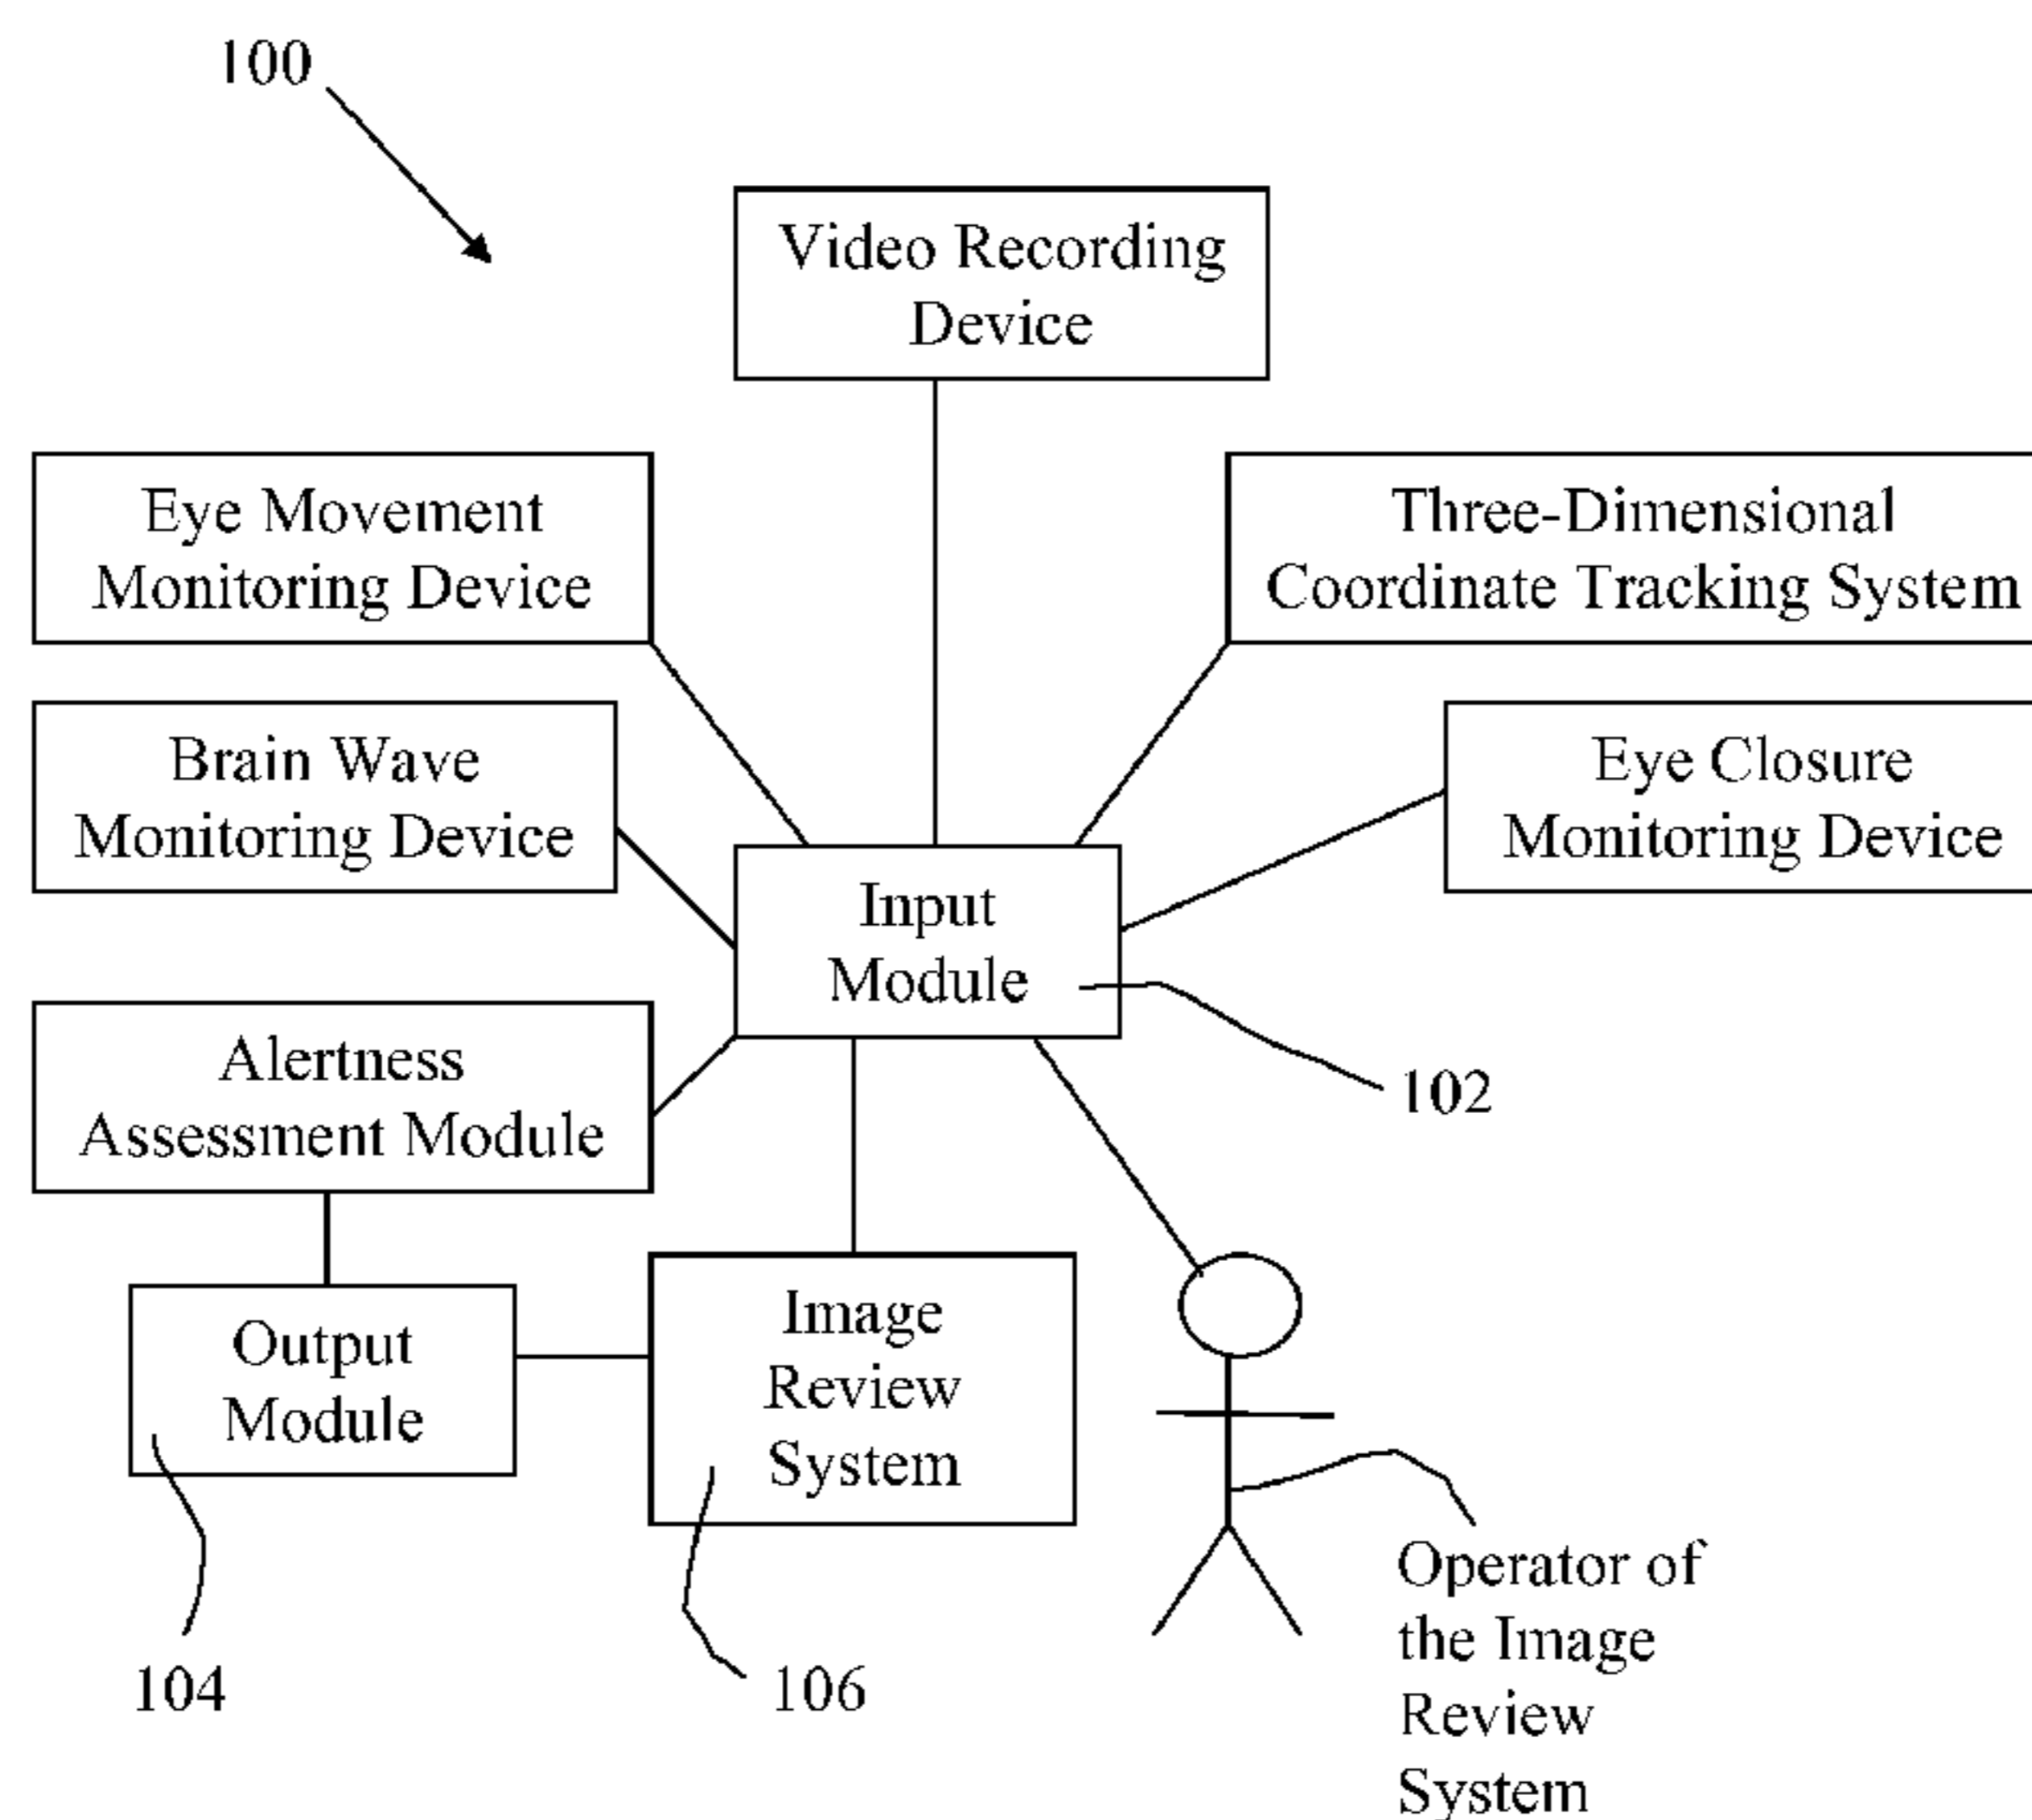 100
Video Recording
Device
Eye Movement
Monitoring Device
Three-Dimensional
Coordinate Tracking System
Brain Wave
Monitoring Device
Eye Closure
Monitoring Device
Input
Module
102
Alertness
Assessment Module
Output
Module
104
Image
Review
System
106
Operator of
the Image
Review
System